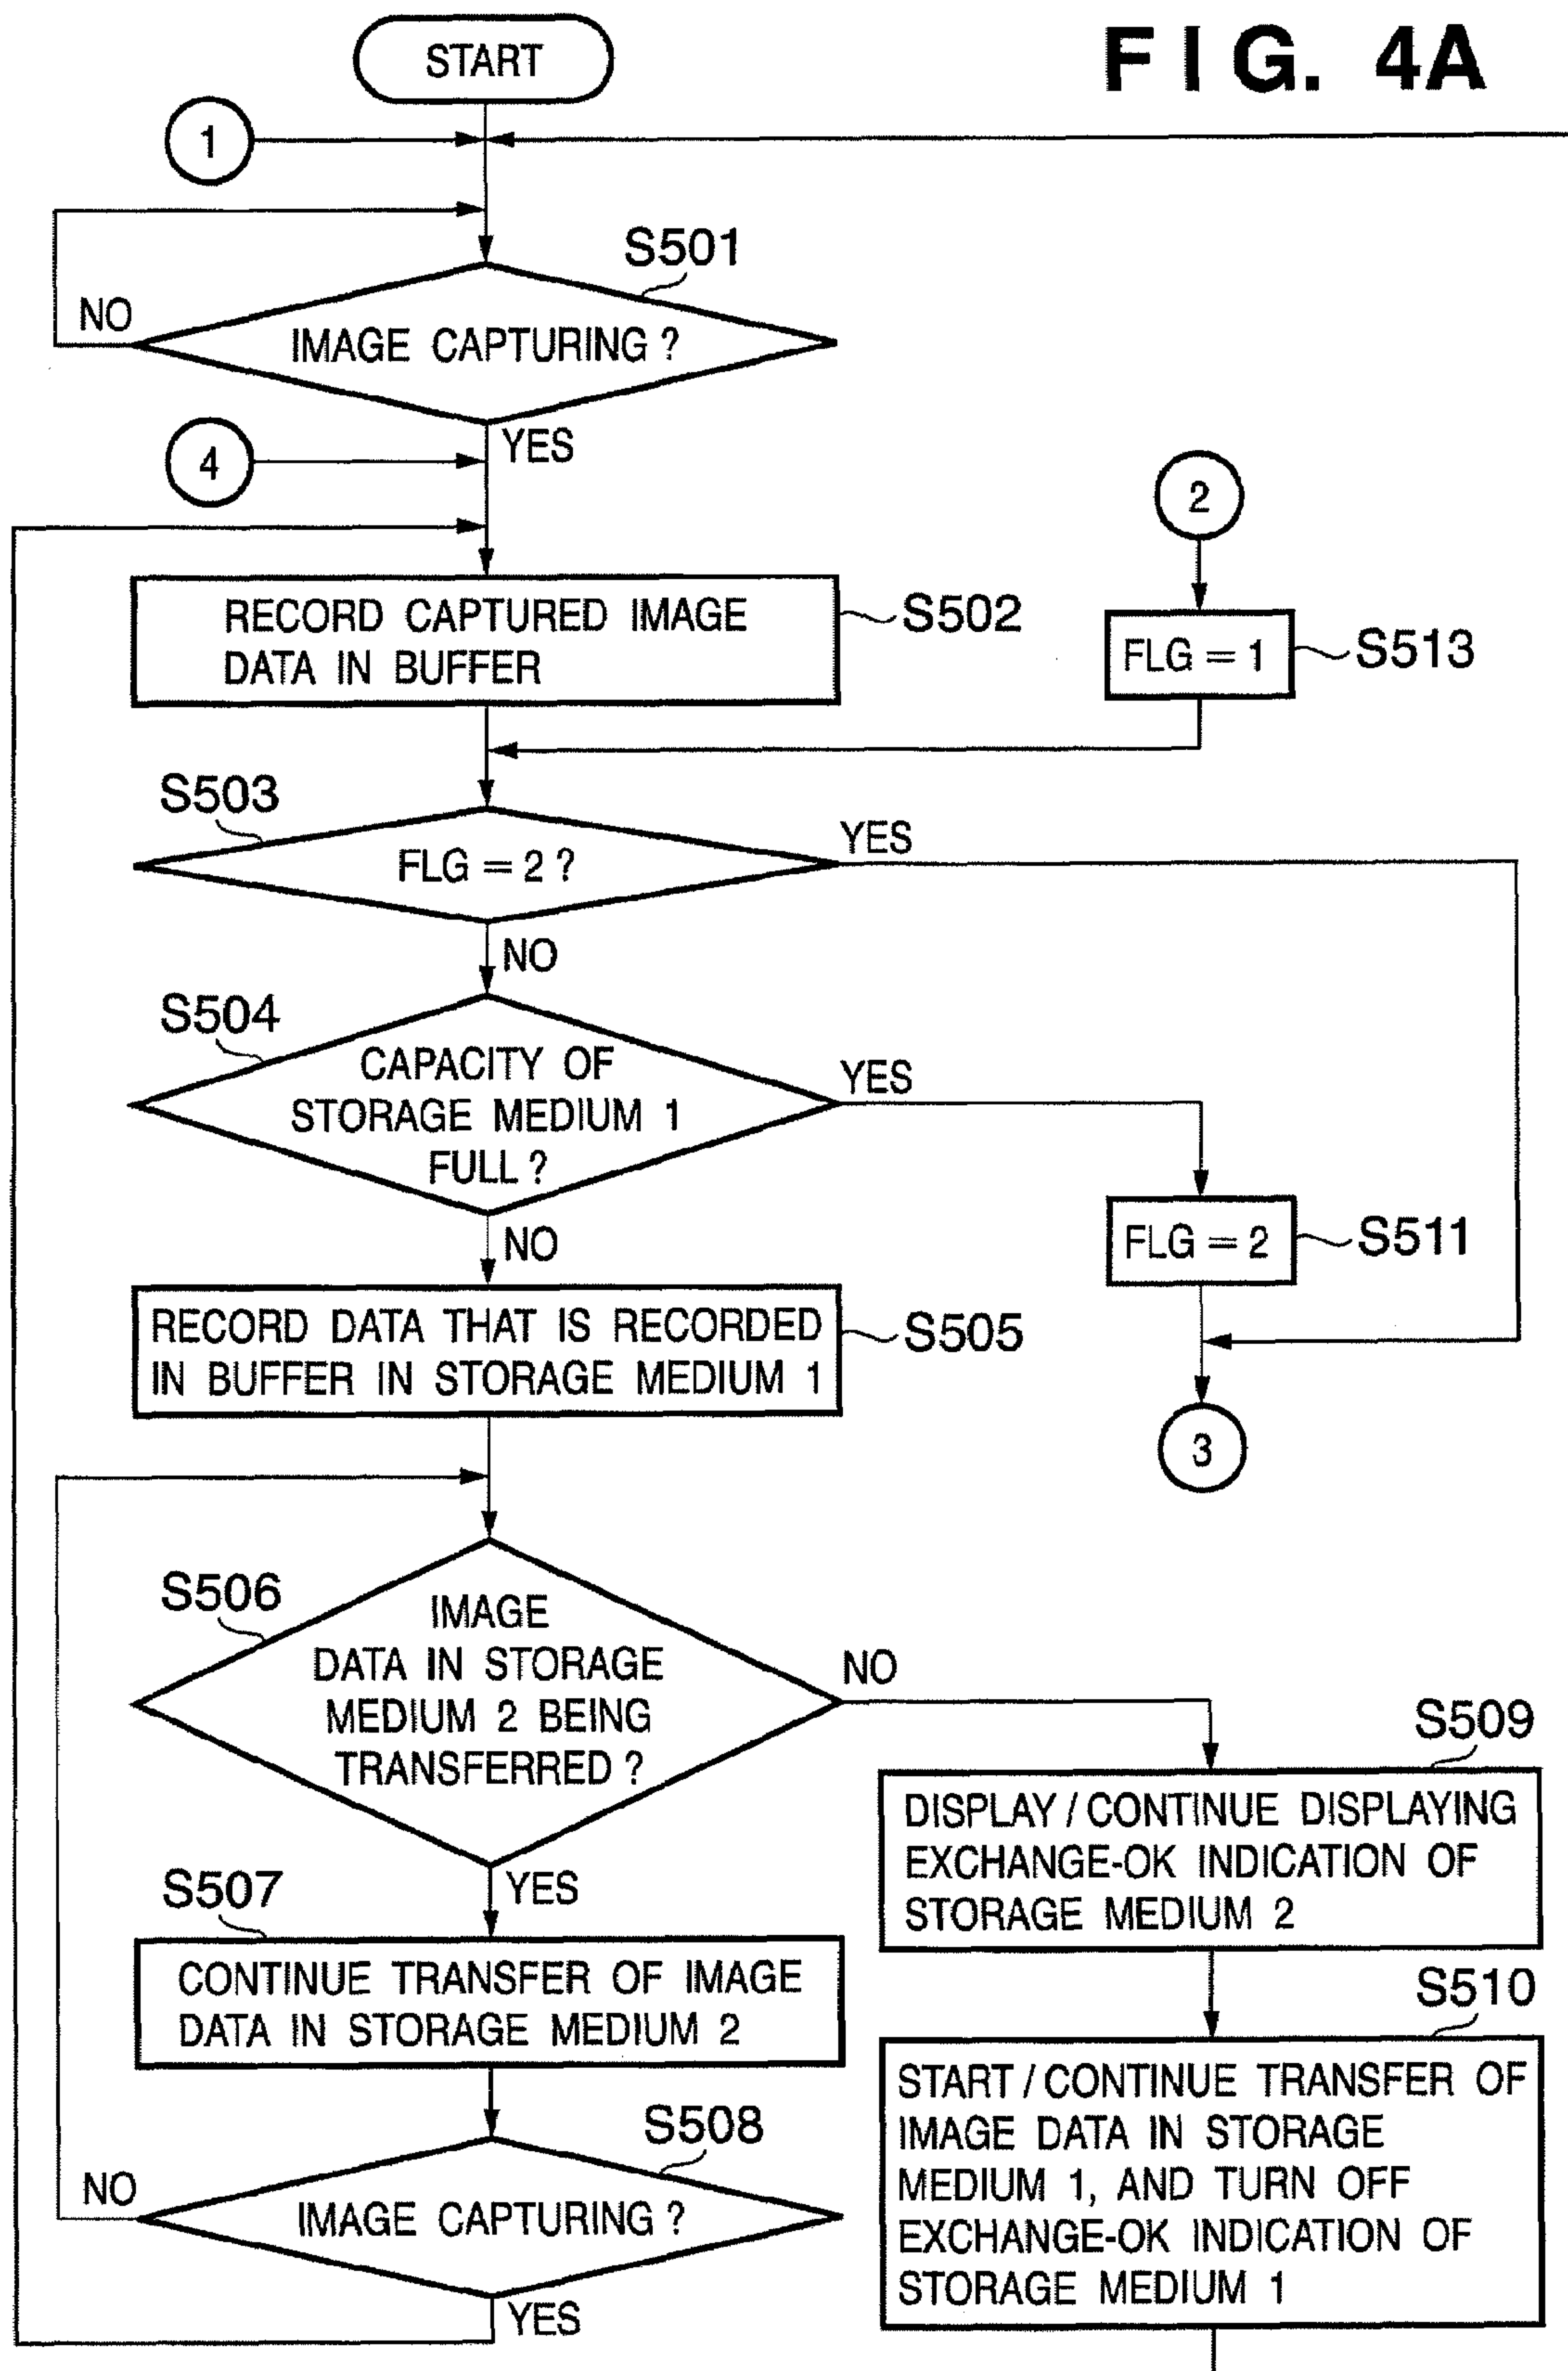 FIG. 4A
START
1
S501
NO
IMAGE CAPTURING?
YES
4
2
RECORD CAPTURED IMAGE
DATA IN BUFFER
S502
FLG = 1
S513
S503
FLG = 2?
YES
NO
S504
CAPACITY OF
STORAGE MEDIUM 1
FULL?
YES
NO
FLG = 2
S511
RECORD DATA THAT IS RECORDED
IN BUFFER IN STORAGE MEDIUM 1
S505
3
S506
IMAGE
DATA IN STORAGE
MEDIUM 2 BEING
TRANSFERRED?
NO
YES
S509
DISPLAY / CONTINUE DISPLAYING
EXCHANGE-OK INDICATION OF
STORAGE MEDIUM 2
S507
CONTINUE TRANSFER OF IMAGE
DATA IN STORAGE MEDIUM 2
S510
START / CONTINUE TRANSFER OF
IMAGE DATA IN STORAGE
MEDIUM 1, AND TURN OFF
EXCHANGE-OK INDICATION OF
STORAGE MEDIUM 1
S508
NO
IMAGE CAPTURING?
YES